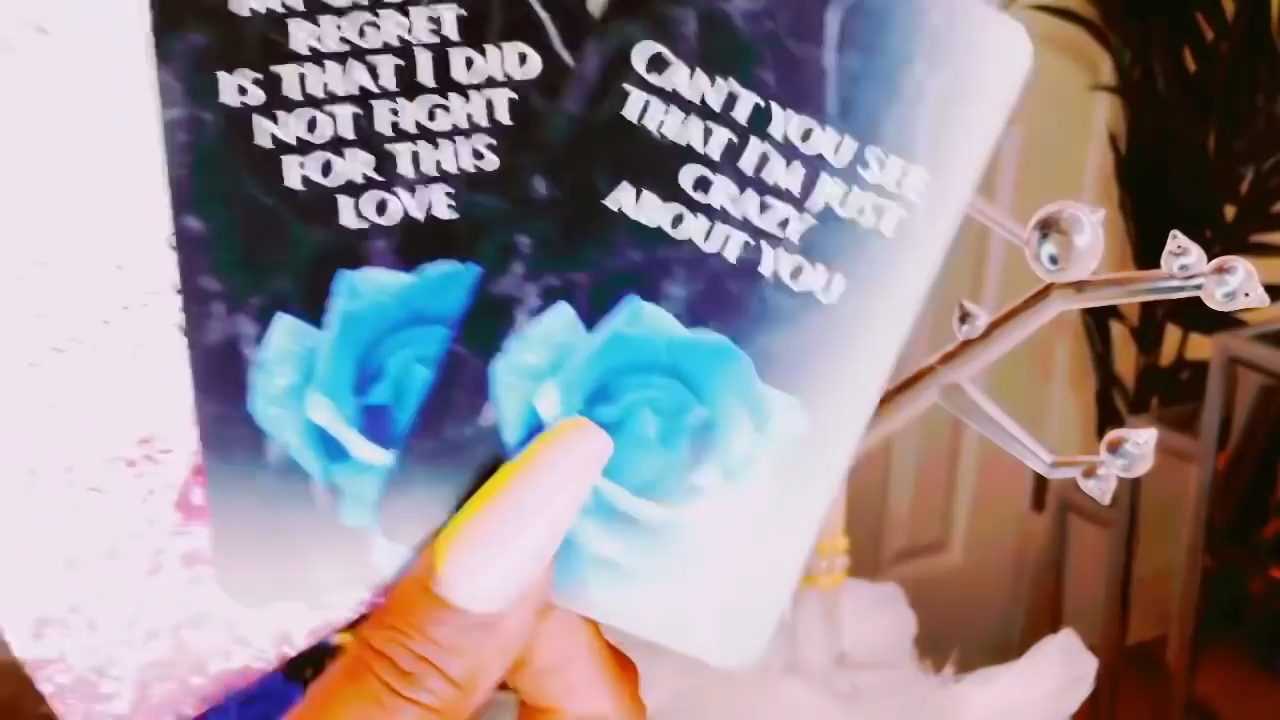 REGRET
IS THAT I DID
NOT FIGHT
FOR THIS
LOVE
CAN'T YOU SEE
THAT I'M JUST
CRAZY
ABOUT YOU